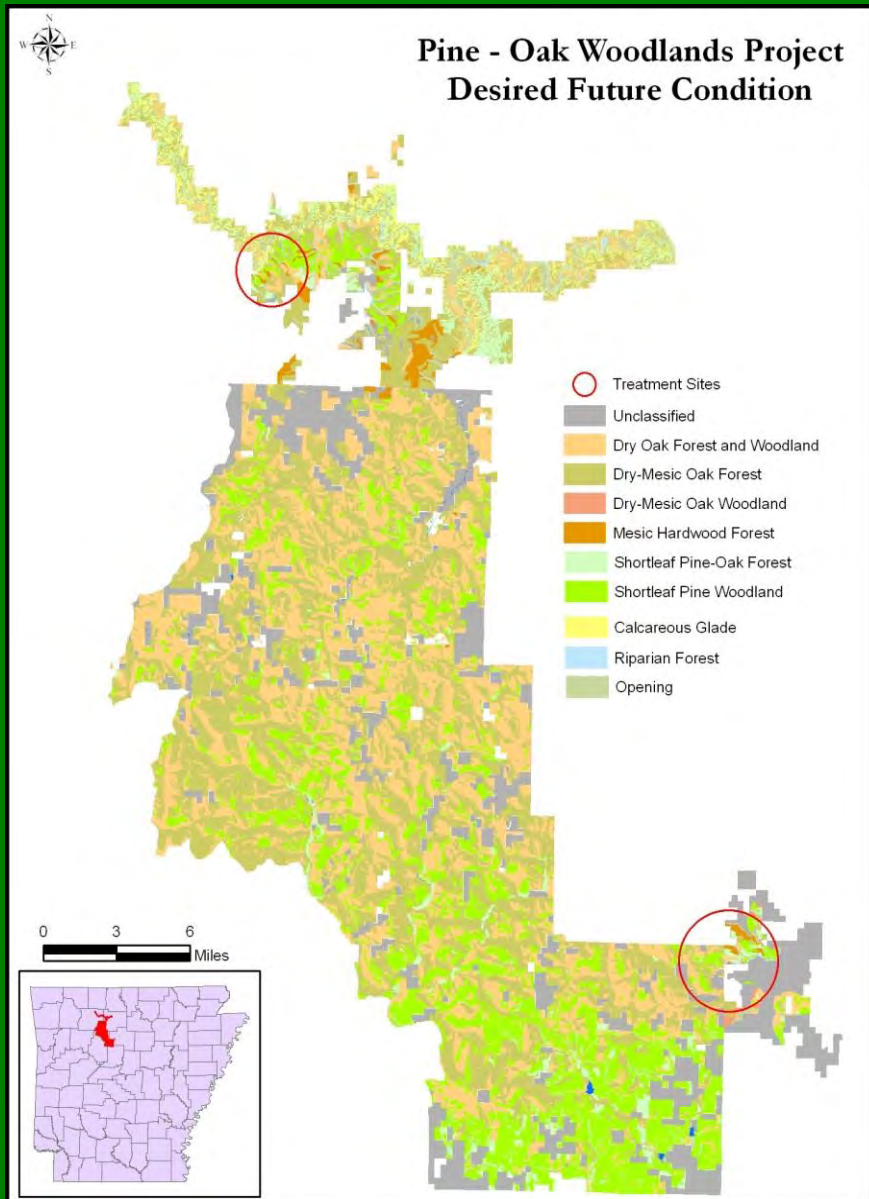 N
W E
S
Pine - Oak Woodlands Project
Desired Future Condition
Treatment Sites
Unclassified
Dry Oak Forest and Woodland
Dry-Mesic Oak Forest
Dry-Mesic Oak Woodland
Mesic Hardwood Forest
Shortleaf Pine-Oak Forest
Shortleaf Pine Woodland
Calcareous Glade
Riparian Forest
Opening
0 3 6
Miles